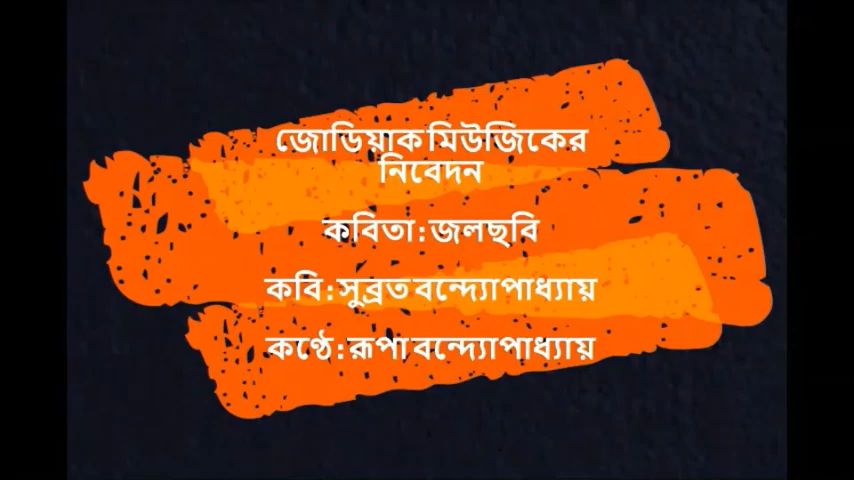 জোডিয়াক মিউজিকের
নিবেদন
কবিতা : জলছবি
কবি : সুব্রত বন্দ্যোপাধ্যায়
কণ্ঠে : রূপা বন্দ্যোপাধ্যায়